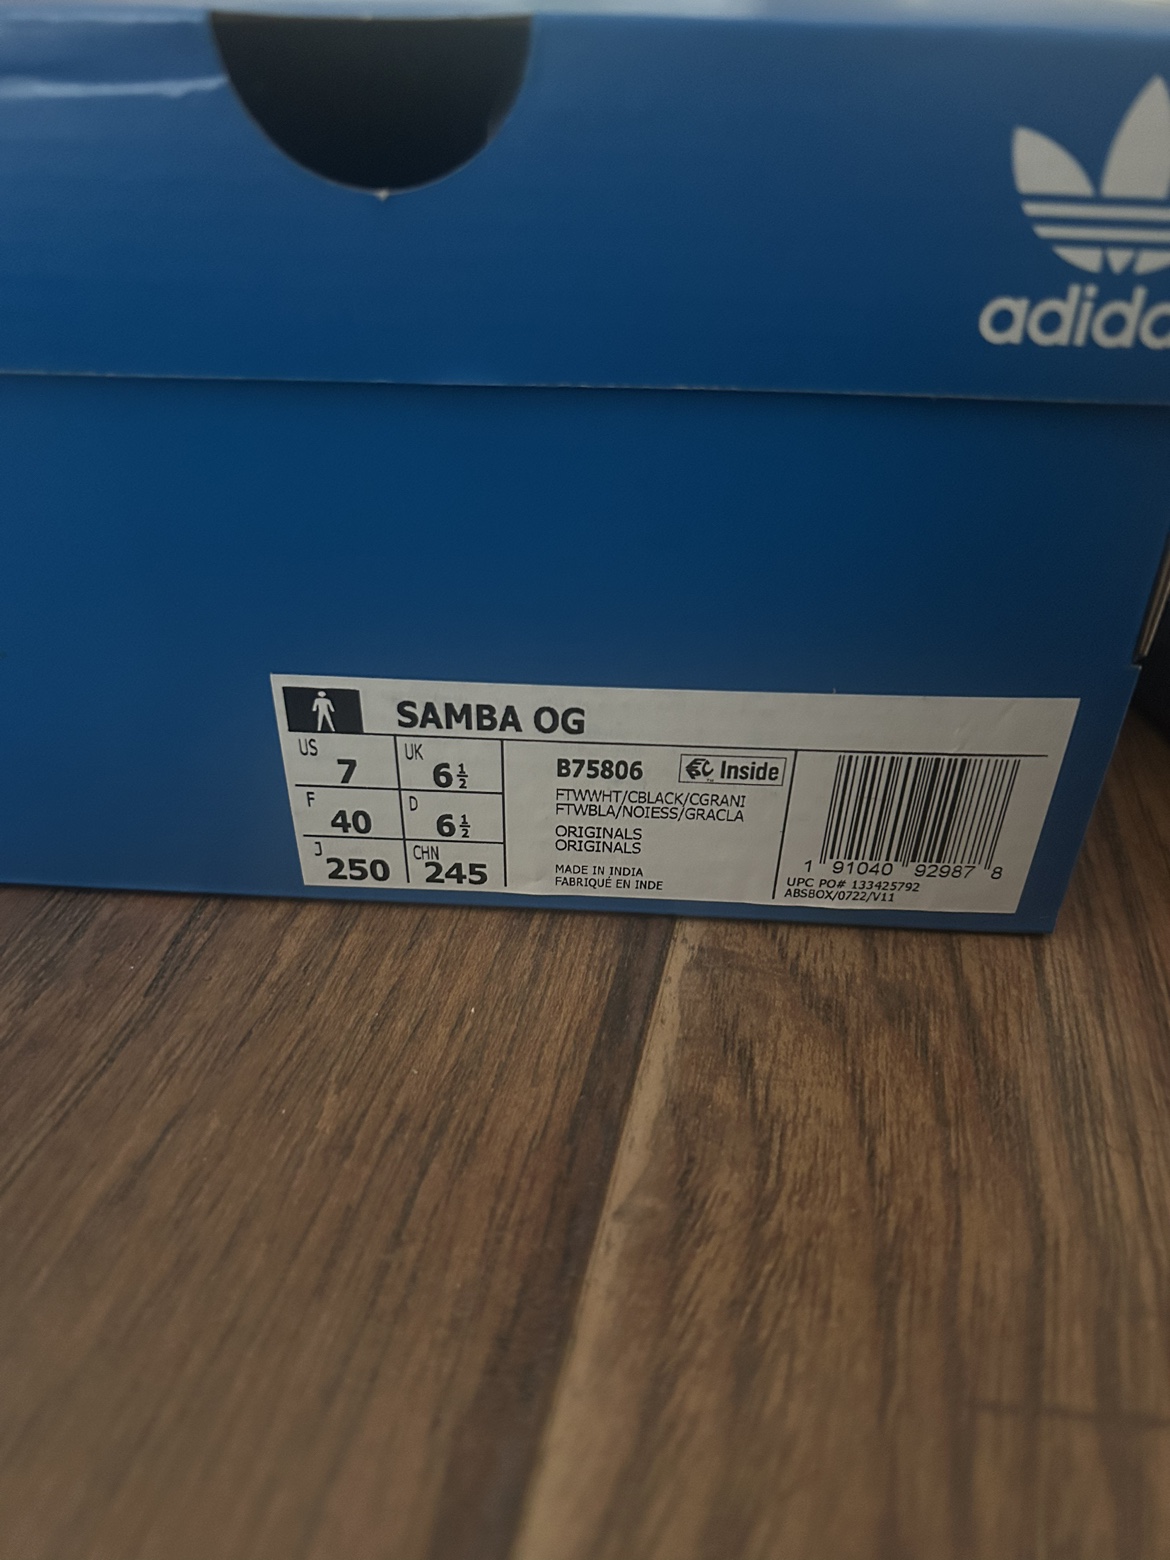 adida
SAMBA OG
US 7 UK 6½
F 40 D 6½
J 250 CHN 245
B75806 Inside
FTWWHT/CBLACK/CGRANI
FTWBLA/NOIESS/GRACLA
ORIGINALS
ORIGINALS
MADE IN INDIA
FABRIQUÉ EN INDE
1 91040 92987 8
UPC PO# 133425792
ABSBOX/0722/V11